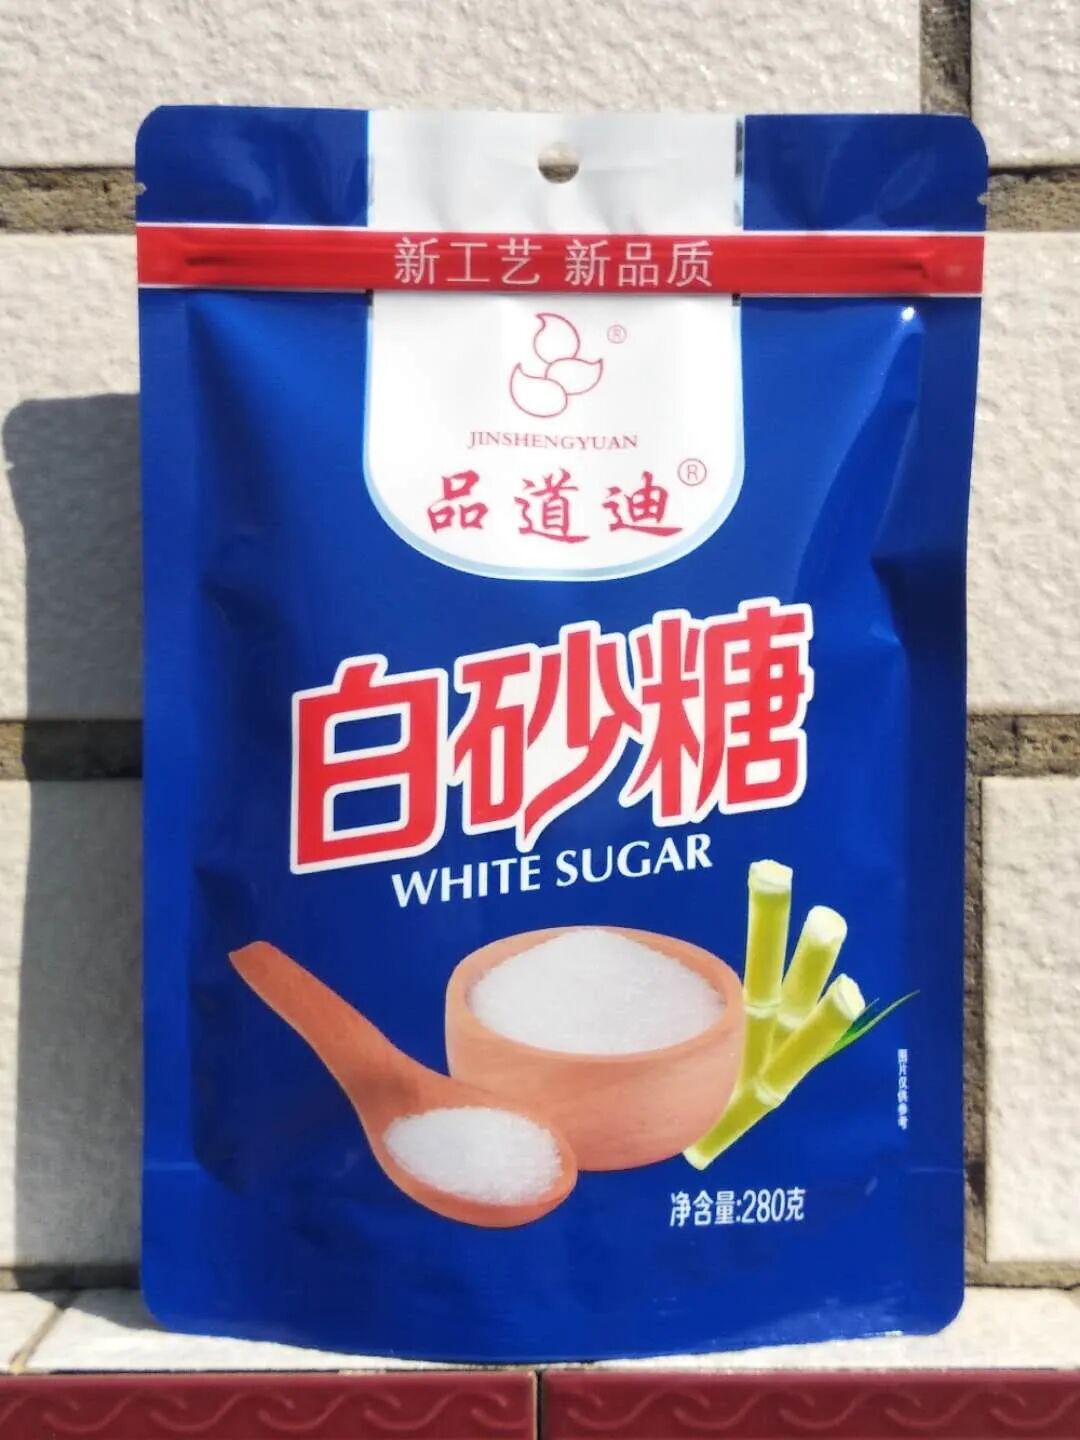 新工艺 新品质
®
JINSHENGYUAN
品道迪®
白砂糖
WHITE SUGAR
图片仅供参考
净含量:280克